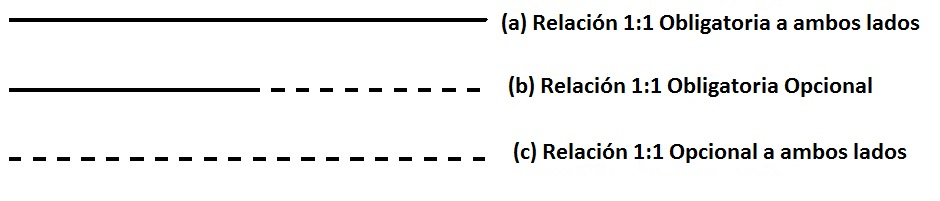 (a) Relación 1:1 Obligatoria a ambos lados
(b) Relación 1:1 Obligatoria Opcional
(c) Relación 1:1 Opcional a ambos lados